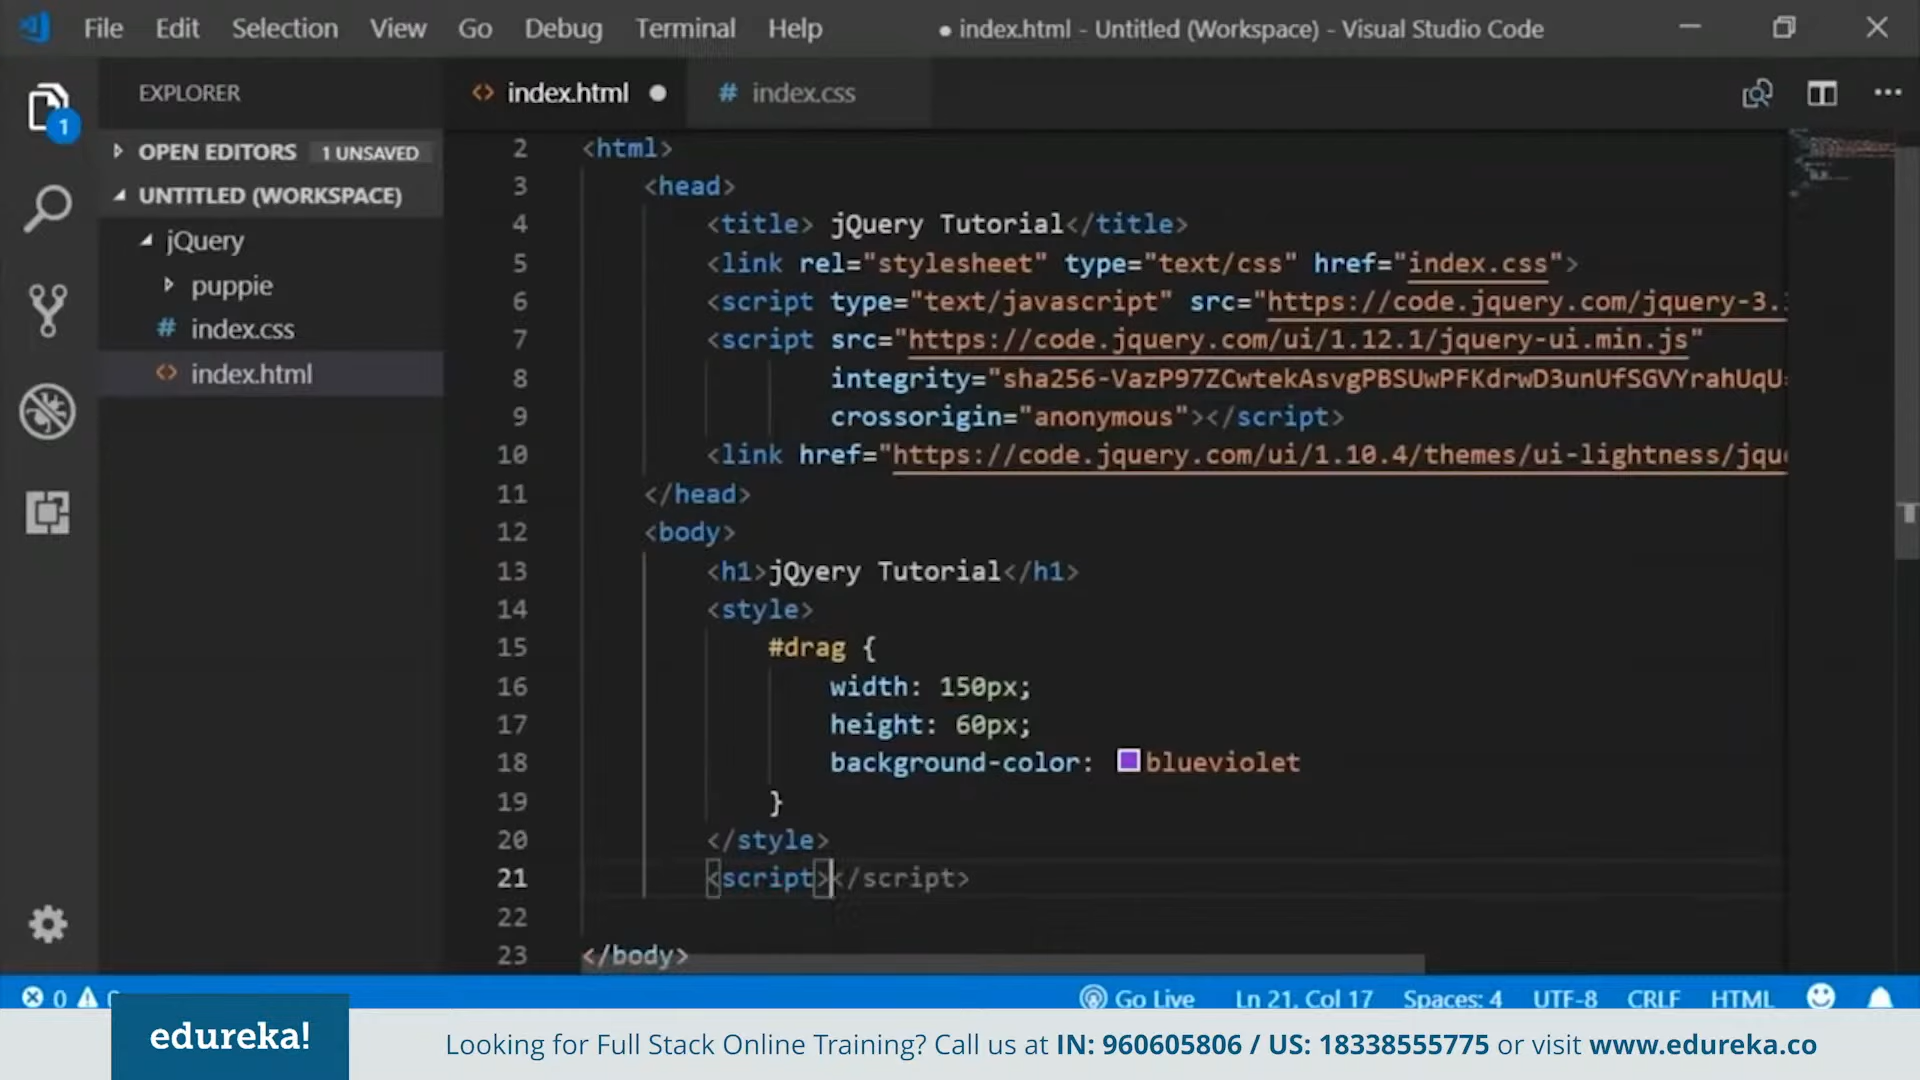 File Edit Selection View Go Debug Terminal Help ● index.html - Untitled (Workspace) - Visual Studio Code
EXPLORER
OPEN EDITORS 1 UNSAVED
UNTITLED (WORKSPACE)
jQuery
puppie
# index.css
<> index.html
1
<> index.html ● # index.css
2 <html>
3 <head>
4 <title> jQuery Tutorial</title>
5 <link rel="stylesheet" type="text/css" href="index.css">
6 <script type="text/javascript" src="https://code.jquery.com/jquery-3.
7 <script src="https://code.jquery.com/ui/1.12.1/jquery-ui.min.js"
8 integrity="sha256-VazP97ZCwtekAsvgPBSUwPFKdrwD3unUfSGVYrahUqU
9 crossorigin="anonymous"></script>
10 <link href="https://code.jquery.com/ui/1.10.4/themes/ui-lightness/jqu
11 </head>
12 <body>
13 <h1>jQyery Tutorial</h1>
14 <style>
15 #drag {
16 width: 150px;
17 height: 60px;
18 background-color: blueviolet
19 }
20 </style>
21 <script></script>
22
23 </body>
0 Go Live Ln 21, Col 17 Spaces: 4 UTF-8 CRLF HTML
edureka! Looking for Full Stack Online Training? Call us at IN: 960605806 / US: 18338555775 or visit www.edureka.co